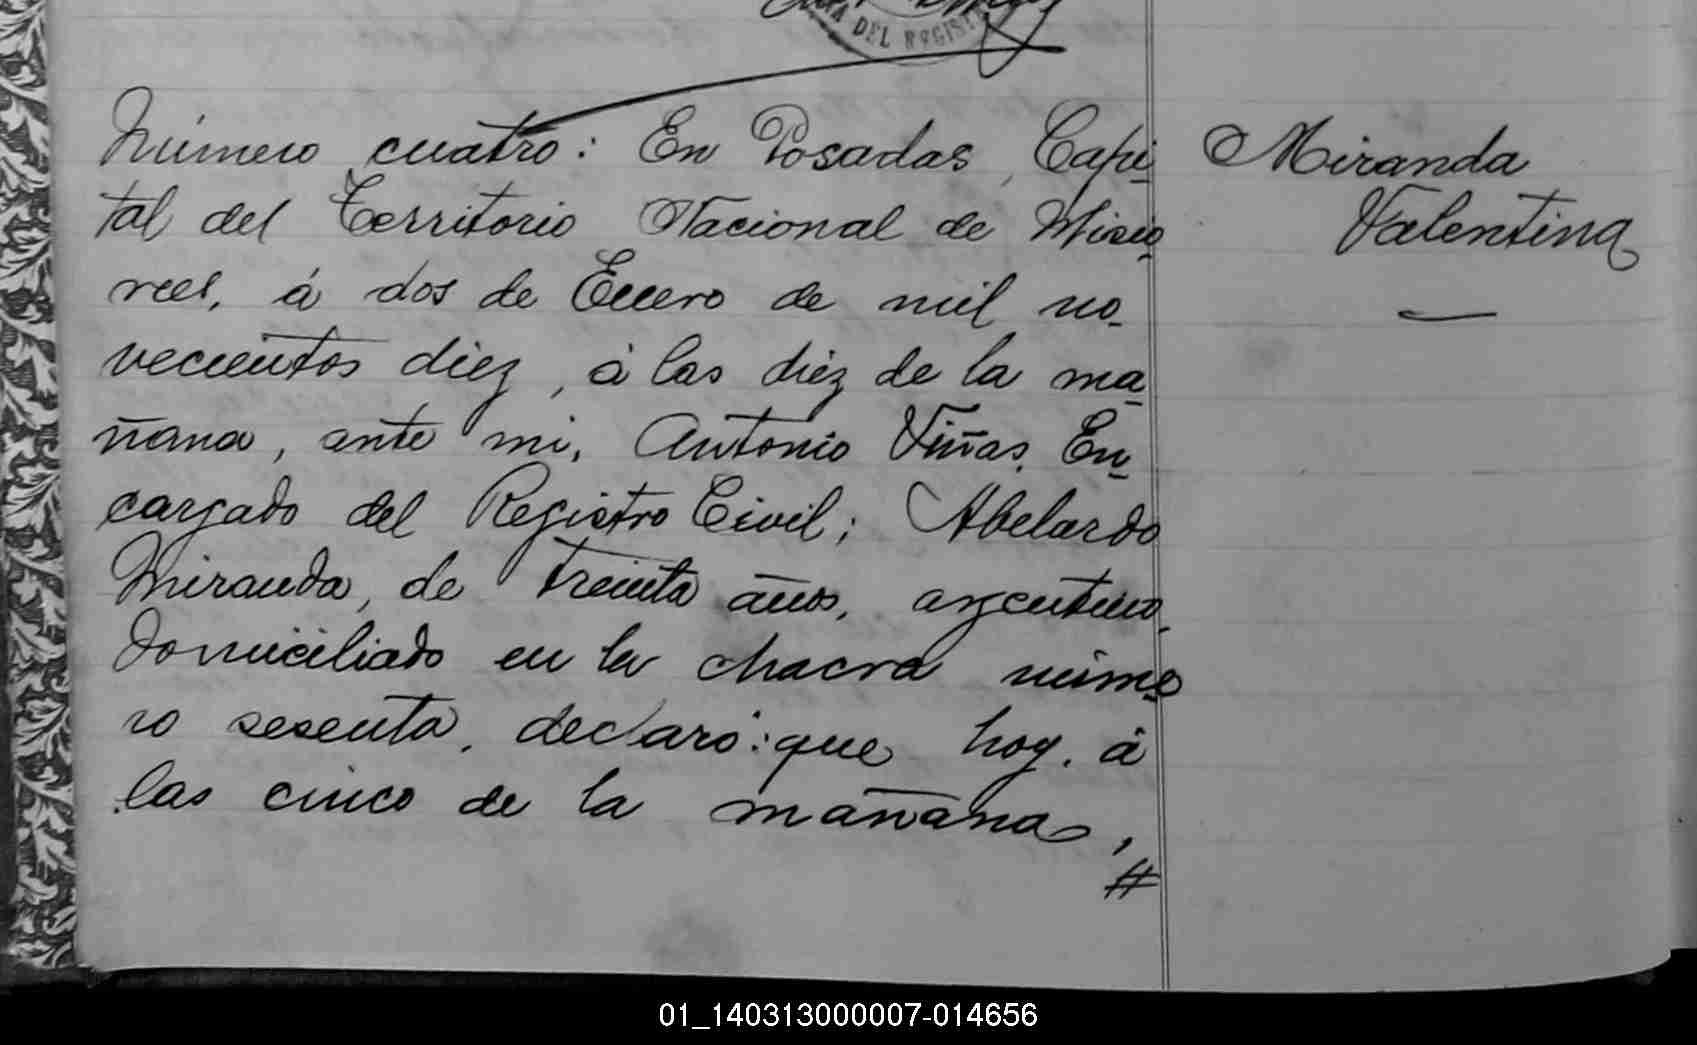 DEL REGIST
Número cuatro: En Posadas, Capi
tal del Territorio Nacional de Misio
nes, á dos de Enero de mil no-
vecientos diez, á las diez de la ma
ñana, ante mi, Antonio Viñas, En
cargado del Registro Civil; Abelardo
Miranda, de treinta años, argentino,
domiciliado en la chacra núme
ro sesenta, declaró: que hoy, á
las cinco de la mañana,
#
Miranda
Valentina
01_140313000007-014656